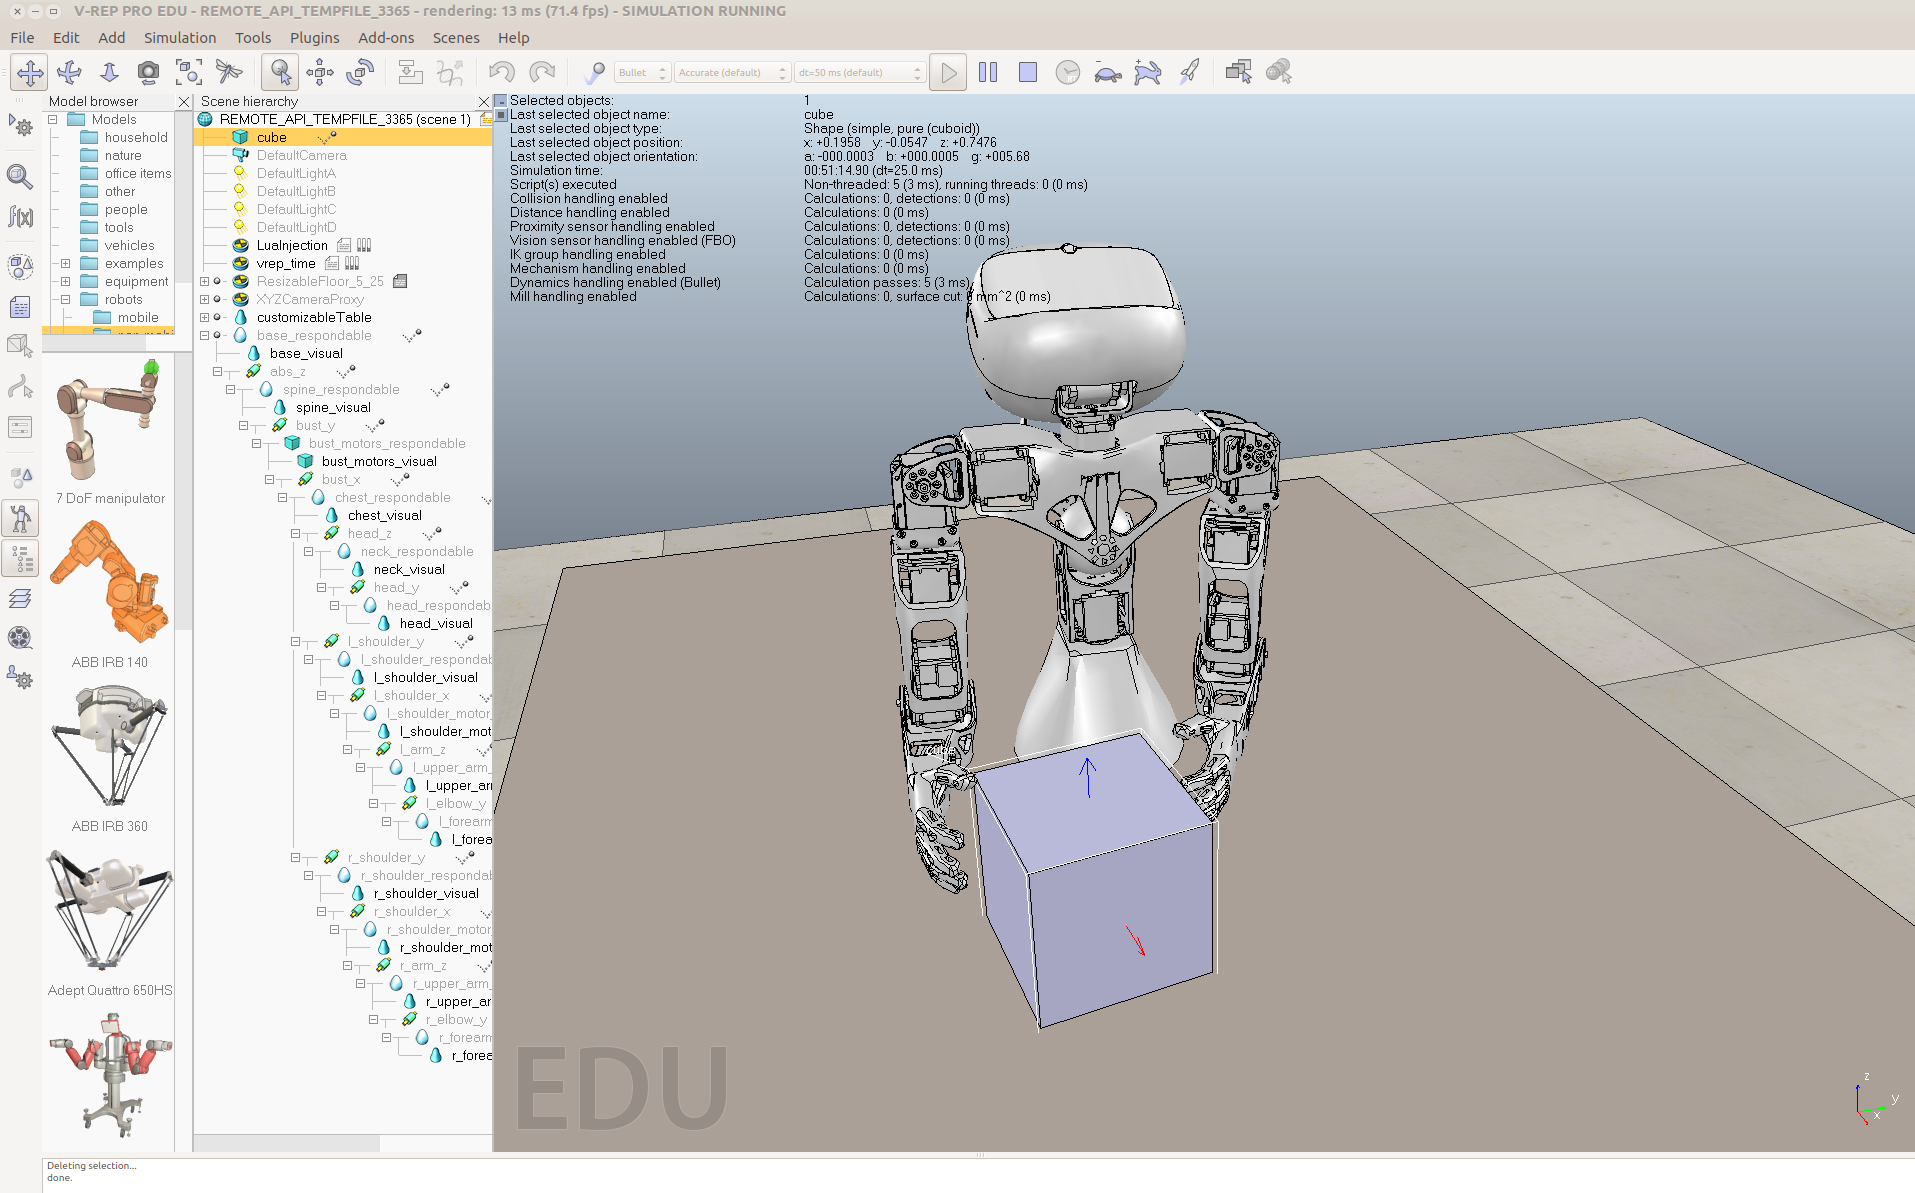 V-REP PRO EDU - REMOTE_API_TEMPFILE_3365 - rendering: 13 ms (71.4 fps) - SIMULATION RUNNING
File Edit Add Simulation Tools Plugins Add-ons Scenes Help
Bullet Accurate (default) dt=50 ms (default)
Model browser
Models
household
nature
office items
other
people
tools
vehicles
examples
equipment
robots
mobile
7 DoF manipulator
ABB IRB 140
ABB IRB 360
Adept Quattro 650HS
Scene hierarchy
REMOTE_API_TEMPFILE_3365 (scene 1)
cube
DefaultCamera
DefaultLightA
DefaultLightB
DefaultLightC
DefaultLightD
LuaInjection
vrep_time
ResizableFloor_5_25
XYZCameraProxy
customizableTable
base_respondable
base_visual
abs_z
spine_respondable
spine_visual
bust_y
bust_motors_respondable
bust_motors_visual
bust_x
chest_respondable
chest_visual
head_z
neck_respondable
neck_visual
head_y
head_respondab
head_visual
l_shoulder_y
l_shoulder_respondab
l_shoulder_visual
l_shoulder_x
l_shoulder_motor
l_shoulder_mot
l_arm_z
l_upper_arm_
l_upper_ar
l_elbow_y
l_forearm
l_forea
r_shoulder_y
r_shoulder_respondab
r_shoulder_visual
r_shoulder_x
r_shoulder_motor
r_shoulder_mot
r_arm_z
r_upper_arm_
r_upper_ar
r_elbow_y
r_forearm
r_forea
Selected objects: 1
Last selected object name: cube
Last selected object type: Shape (simple, pure (cuboid))
Last selected object position: x: +0.1958 y: -0.0547 z: +0.7476
Last selected object orientation: a: -000.0003 b: +000.0005 g: +005.68
Simulation time: 00:51:14.90 (dt=25.0 ms)
Script(s) executed Non-threaded: 5 (3 ms), running threads: 0 (0 ms)
Collision handling enabled Calculations: 0, detections: 0 (0 ms)
Distance handling enabled Calculations: 0 (0 ms)
Proximity sensor handling enabled Calculations: 0, detections: 0 (0 ms)
Vision sensor handling enabled (FBO) Calculations: 0, detections: 0 (0 ms)
IK group handling enabled Calculations: 0 (0 ms)
Mechanism handling enabled Calculations: 0 (0 ms)
Dynamics handling enabled (Bullet) Calculation passes: 5 (3 ms)
Mill handling enabled Calculations: 0, surface cut: 0 mm^2 (0 ms)
EDU
z
y
x
Deleting selection...
done.